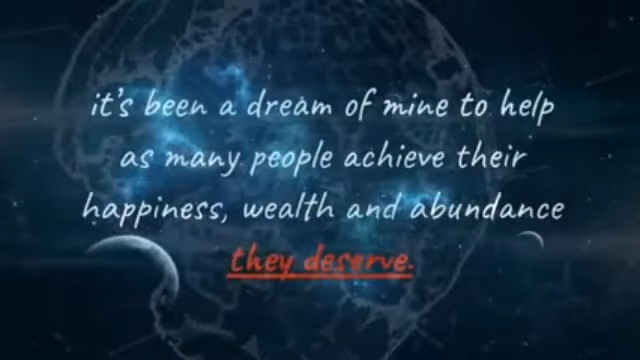 it's been a dream of mine to help
as many people achieve their
happiness, wealth and abundance
they deserve.